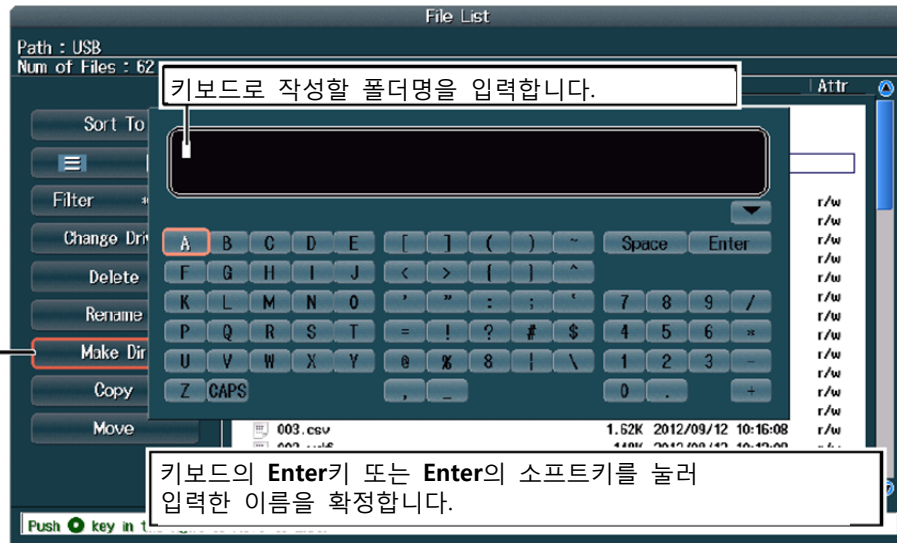 File List
Path : USB
Num of Files : 62
키보드로 작성할 폴더명을 입력합니다.
Attr
Sort To
Filter
Change Dri
Delete
Rename
Make Dir
Copy
Move
A B C D E [ ] ( ) ~ Space Enter
F G H I J < > { } ^
K L M N O ' " : ; ‘ 7 8 9 /
P Q R S T = ! ? # $ 4 5 6 *
U V W X Y @ % & | \ 1 2 3 -
Z CAPS , _ 0 . +
r/w
r/w
r/w
r/w
r/w
r/w
r/w
r/w
r/w
r/w
r/w
r/w
003.csv 1.62K 2012/09/12 10:16:08 r/w
키보드의 Enter키 또는 Enter의 소프트키를 눌러
입력한 이름을 확정합니다.
Push key in